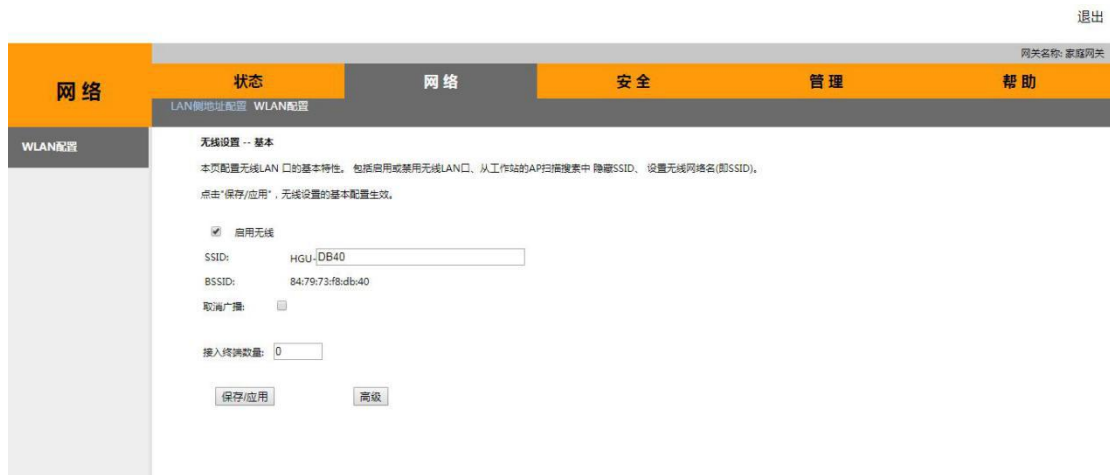 退出
网关名称: 家庭网关
网络
状态 网络 安全 管理 帮助
LAN侧地址配置 WLAN配置
WLAN配置
无线设置 -- 基本
本页配置无线LAN 口的基本特性。 包括启用或禁用无线LAN口、从工作站的AP扫描搜索中 隐藏SSID、 设置无线网络名(即SSID)。
点击"保存/应用" , 无线设置的基本配置生效。
启用无线
SSID: HGU- DB40
BSSID: 84:79:73:f8:db:40
取消广播:
接入终端数量: 0
保存/应用 高级